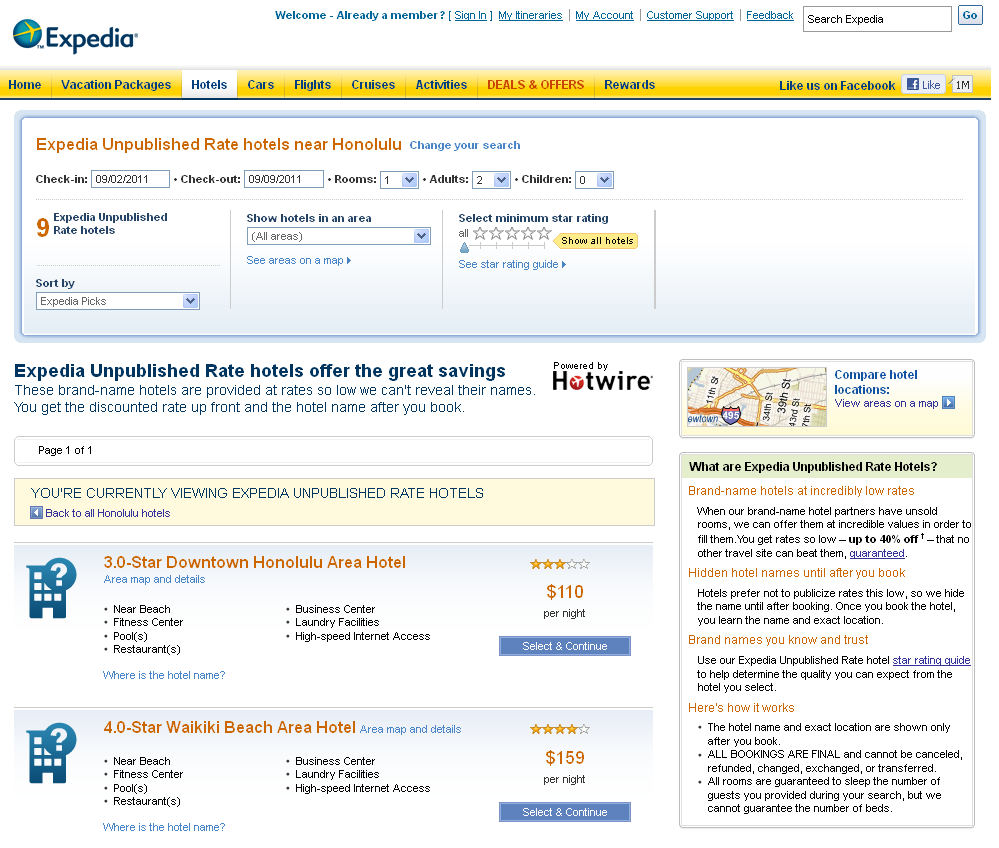 Welcome - Already a member? [ Sign In ] My Itineraries | My Account | Customer Support | Feedback
Search Expedia
Go
Expedia
Home
Vacation Packages
Hotels
Cars
Flights
Cruises
Activities
DEALS & OFFERS
Rewards
Like us on Facebook
Like
1M
Expedia Unpublished Rate hotels near Honolulu Change your search
Check-in: 09/02/2011 • Check-out: 09/09/2011 • Rooms: 1 • Adults: 2 • Children: 0
9 Expedia Unpublished
Rate hotels
Sort by
Expedia Picks
Show hotels in an area
(All areas)
See areas on a map
Select minimum star rating
all
Show all hotels
See star rating guide
Expedia Unpublished Rate hotels offer the great savings
These brand-name hotels are provided at rates so low we can't reveal their names.
You get the discounted rate up front and the hotel name after you book.
Powered by
Hotwire
Page 1 of 1
YOU'RE CURRENTLY VIEWING EXPEDIA UNPUBLISHED RATE HOTELS
Back to all Honolulu hotels
3.0-Star Downtown Honolulu Area Hotel
Area map and details
• Near Beach
• Fitness Center
• Pool(s)
• Restaurant(s)
• Business Center
• Laundry Facilities
• High-speed Internet Access
Where is the hotel name?
$110
per night
Select & Continue
4.0-Star Waikiki Beach Area Hotel Area map and details
• Near Beach
• Fitness Center
• Pool(s)
• Restaurant(s)
• Business Center
• Laundry Facilities
• High-speed Internet Access
Where is the hotel name?
$159
per night
Select & Continue
11th St
34th St
39th St
43rd St
47th St
495
ewtown
Compare hotel
locations:
View areas on a map
What are Expedia Unpublished Rate Hotels?
Brand-name hotels at incredibly low rates
When our brand-name hotel partners have unsold
rooms, we can offer them at incredible values in order to
fill them.You get rates so low – up to 40% off † – that no
other travel site can beat them, guaranteed.
Hidden hotel names until after you book
Hotels prefer not to publicize rates this low, so we hide
the name until after booking. Once you book the hotel,
you learn the name and exact location.
Brand names you know and trust
Use our Expedia Unpublished Rate hotel star rating guide
to help determine the quality you can expect from the
hotel you select.
Here's how it works
• The hotel name and exact location are shown only
after you book.
• ALL BOOKINGS ARE FINAL and cannot be canceled,
refunded, changed, exchanged, or transferred.
• All rooms are guaranteed to sleep the number of
guests you provided during your search, but we
cannot guarantee the number of beds.